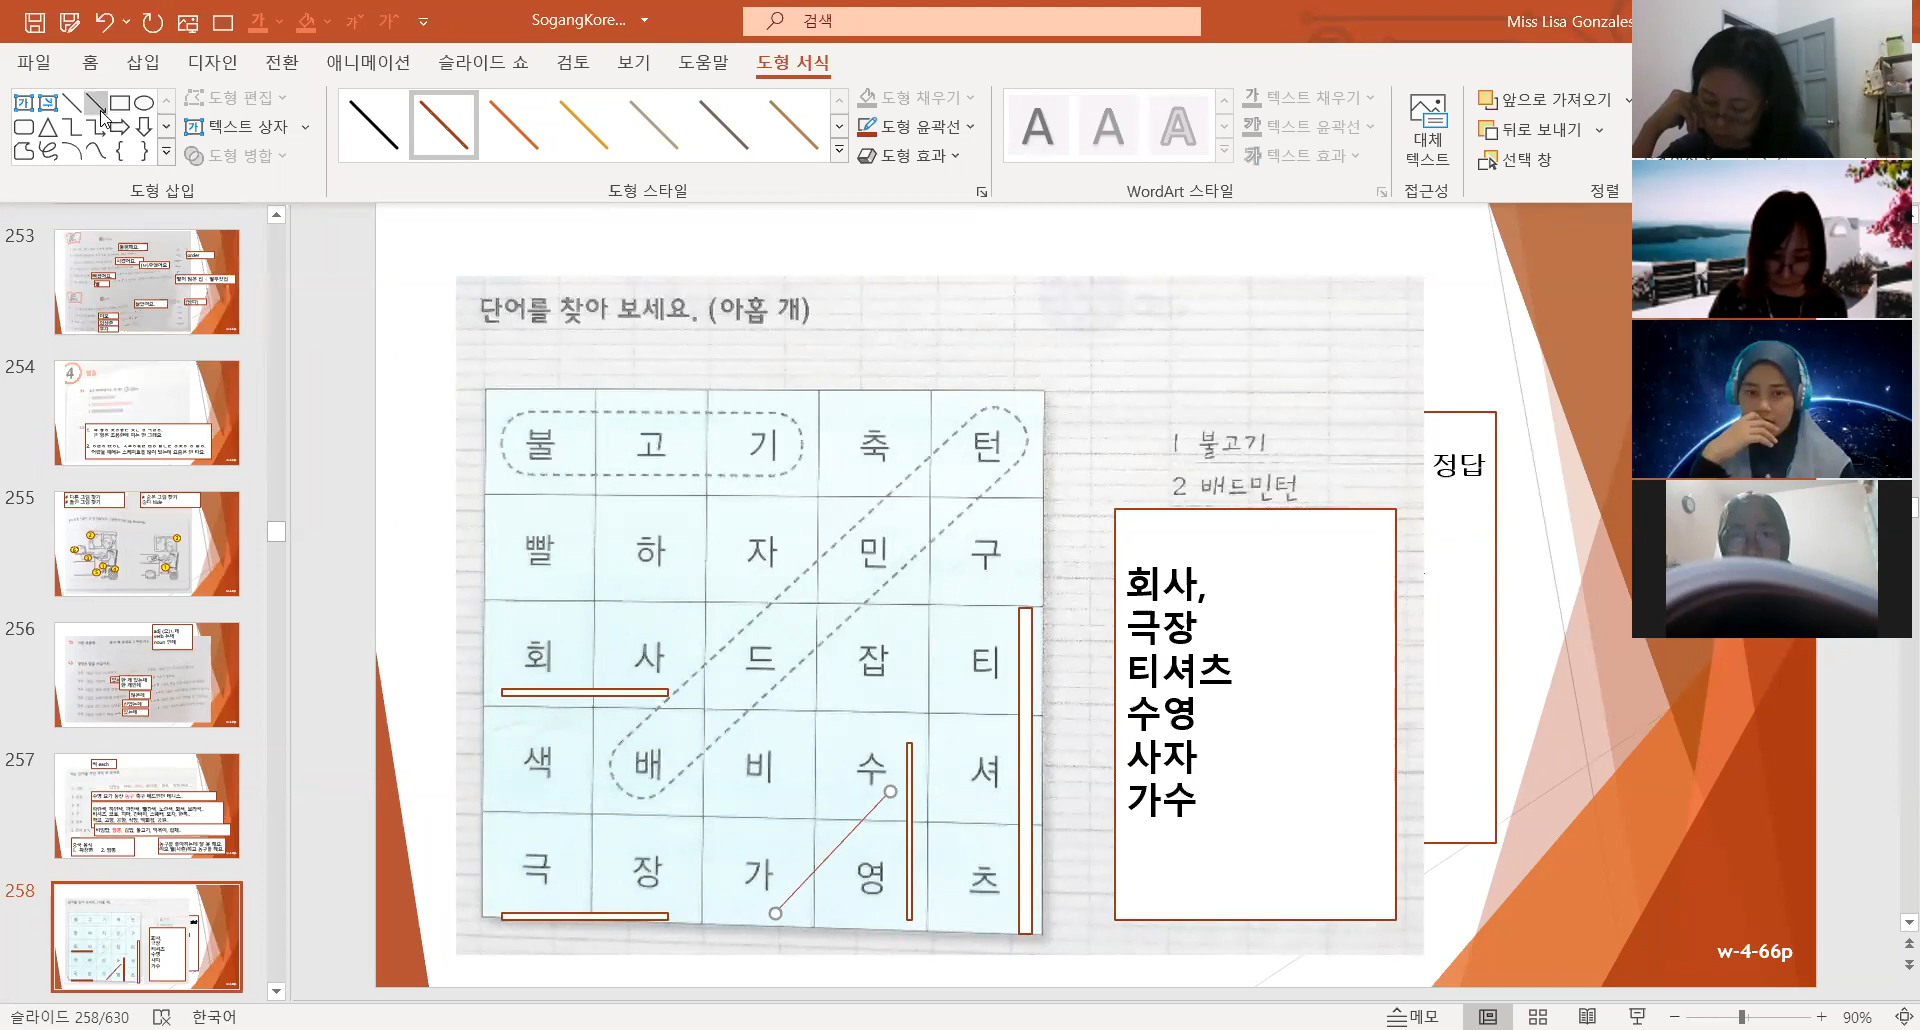 SogangKore...
검색
Miss Lisa Gonzales
파일 홈 삽입 디자인 전환 애니메이션 슬라이드 쇼 검토 보기 도움말 도형 서식
도형 편집
텍스트 상자
도형 병합
도형 삽입
도형 스타일
도형 채우기
도형 윤곽선
도형 효과
A A A
WordArt 스타일
텍스트 채우기
텍스트 윤곽선
텍스트 효과
대체
텍스트
접근성
앞으로 가져오기
뒤로 보내기
선택 창
정렬
253
254
255
256
257
258
단어를 찾아 보세요. (아홉 개)
불 고 기 축 턴
빨 하 자 민 구
회 사 드 잡 티
색 배 비 수 셔
극 장 가 영 츠
1 불고기
2 배드민턴
정답
회사,
극장
티셔츠
수영
사자
가수
w-4-66p
슬라이드 258/630
한국어
메모
90%